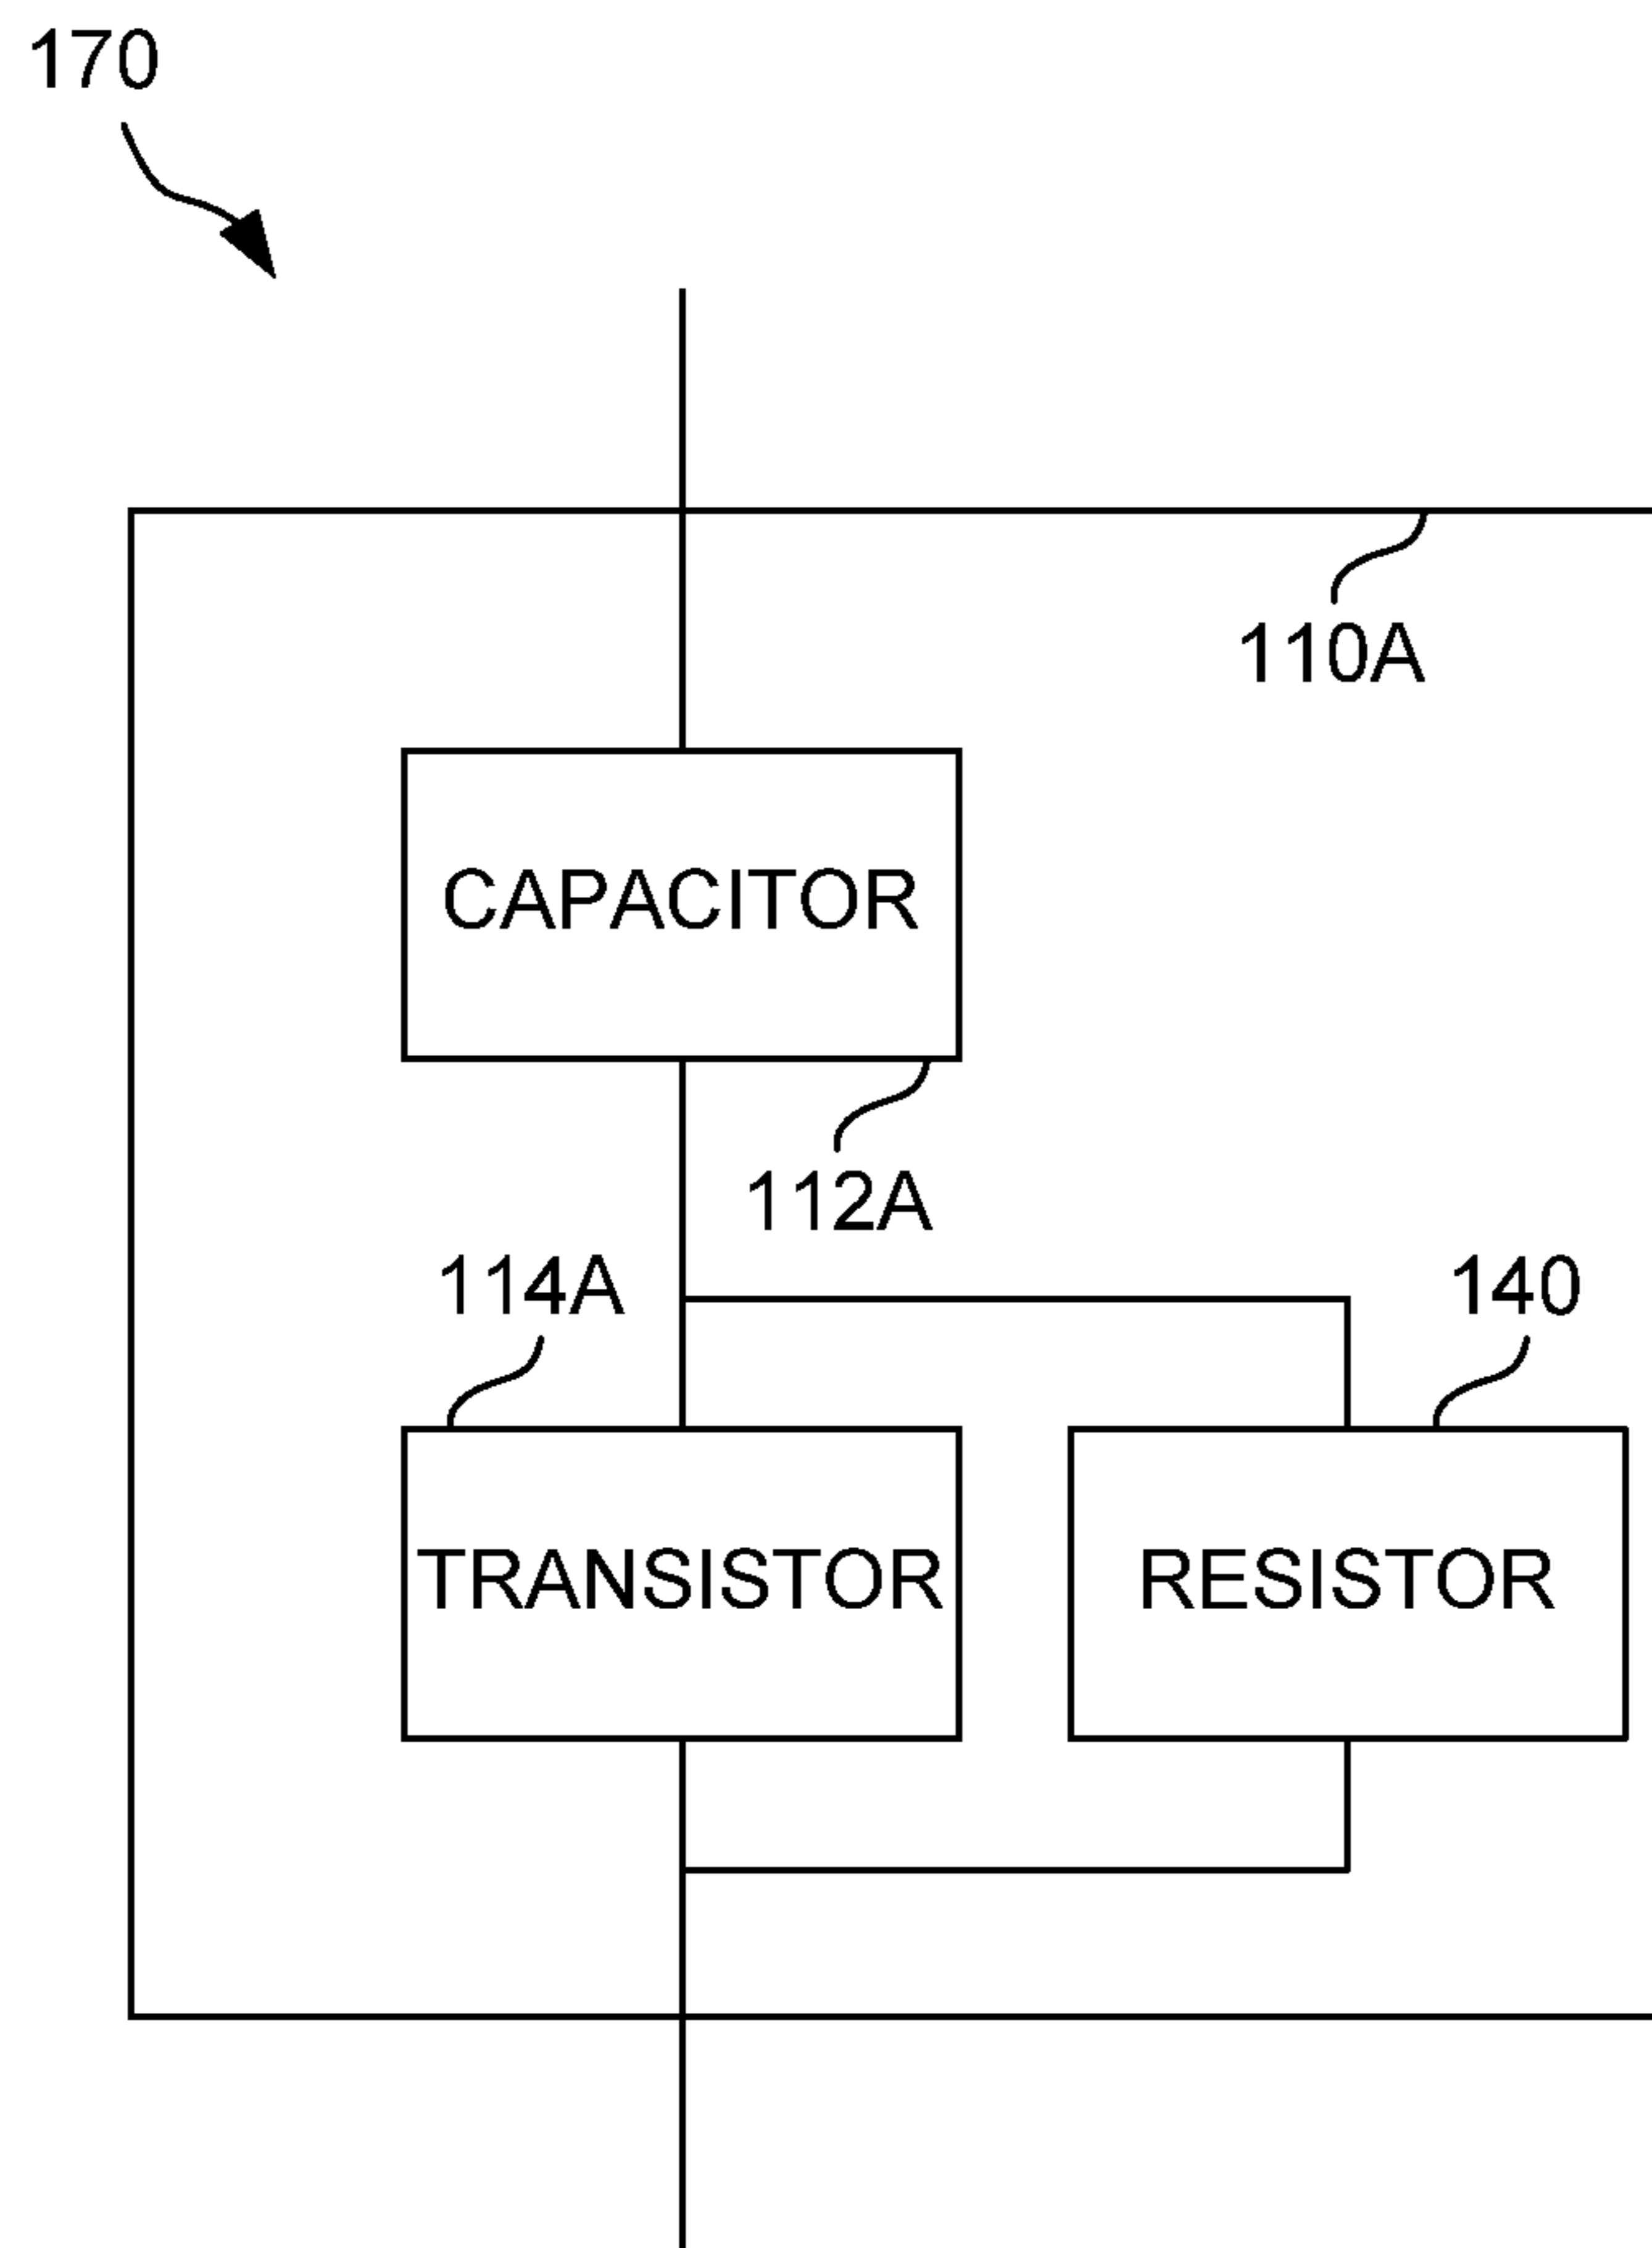 170
110A
CAPACITOR
112A
114A
140
TRANSISTOR
RESISTOR